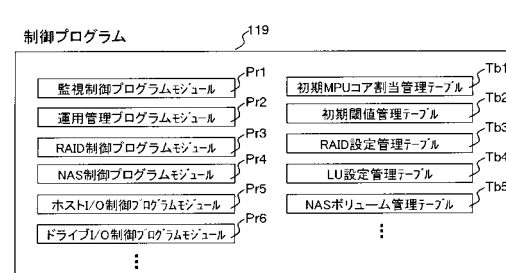 制御プログラム
119
監視制御プログラムモジュール
Pr1
運用管理プログラムモジュール
Pr2
RAID制御プログラムモジュール
Pr3
NAS制御プログラムモジュール
Pr4
ホストI/O制御プログラムモジュール
Pr5
ドライブI/O制御プログラムモジュール
Pr6
初期MPUコア割当管理テーブル
Tb1
初期閾値管理テーブル
Tb2
RAID設定管理テーブル
Tb3
LU設定管理テーブル
Tb4
NASボリューム管理テーブル
Tb5